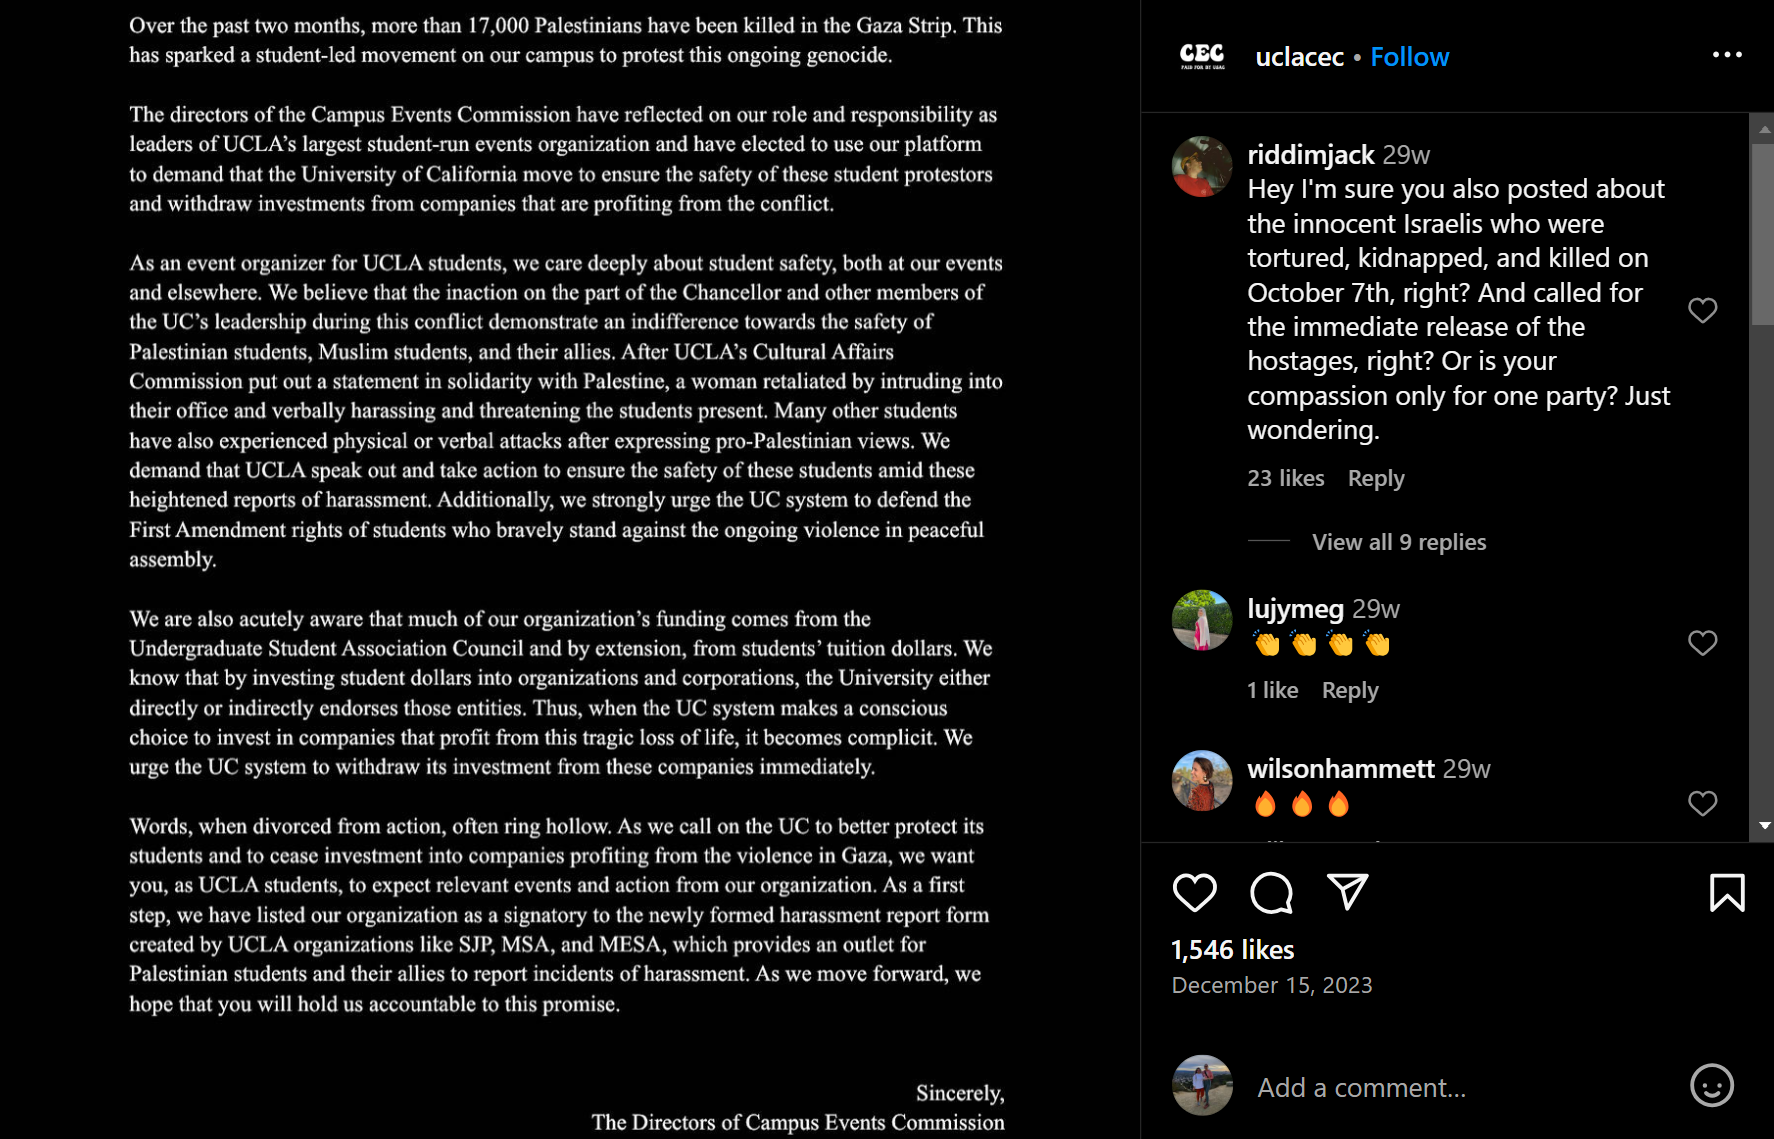 Over the past two months, more than 17,000 Palestinians have been killed in the Gaza Strip. This
has sparked a student-led movement on our campus to protest this ongoing genocide.
The directors of the Campus Events Commission have reflected on our role and responsibility as
leaders of UCLA's largest student-run events organization and have elected to use our platform
to demand that the University of California move to ensure the safety of these student protestors
and withdraw investments from companies that are profiting from the conflict.
As an event organizer for UCLA students, we care deeply about student safety, both at our events
and elsewhere. We believe that the inaction on the part of the Chancellor and other members of
the UC's leadership during this conflict demonstrate an indifference towards the safety of
Palestinian students, Muslim students, and their allies. After UCLA's Cultural Affairs
Commission put out a statement in solidarity with Palestine, a woman retaliated by intruding into
their office and verbally harassing and threatening the students present. Many other students
have also experienced physical or verbal attacks after expressing pro-Palestinian views. We
demand that UCLA speak out and take action to ensure the safety of these students amid these
heightened reports of harassment. Additionally, we strongly urge the UC system to defend the
First Amendment rights of students who bravely stand against the ongoing violence in peaceful
assembly.
We are also acutely aware that much of our organization's funding comes from the
Undergraduate Student Association Council and by extension, from students' tuition dollars. We
know that by investing student dollars into organizations and corporations, the University either
directly or indirectly endorses those entities. Thus, when the UC system makes a conscious
choice to invest in companies that profit from this tragic loss of life, it becomes complicit. We
urge the UC system to withdraw its investment from these companies immediately.
Words, when divorced from action, often ring hollow. As we call on the UC to better protect its
students and to cease investment into companies profiting from the violence in Gaza, we want
you, as UCLA students, to expect relevant events and action from our organization. As a first
step, we have listed our organization as a signatory to the newly formed harassment report form
created by UCLA organizations like SJP, MSA, and MESA, which provides an outlet for
Palestinian students and their allies to report incidents of harassment. As we move forward, we
hope that you will hold us accountable to this promise.
Sincerely,
The Directors of Campus Events Commission
CEC
PAID FOR BY USAC
uclacec • Follow
riddimjack 29w
Hey I'm sure you also posted about
the innocent Israelis who were
tortured, kidnapped, and killed on
October 7th, right? And called for
the immediate release of the
hostages, right? Or is your
compassion only for one party? Just
wondering.
23 likes Reply
View all 9 replies
lujymeg 29w
👏👏👏👏
1 like Reply
wilsonhammett 29w
🔥🔥🔥
1,546 likes
December 15, 2023
Add a comment...